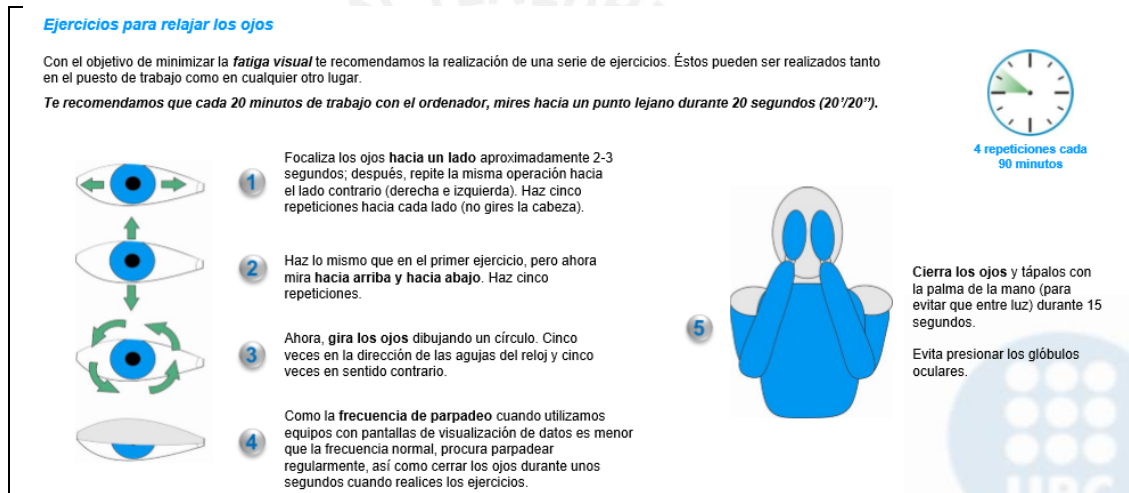 Ejercicios para relajar los ojos
Con el objetivo de minimizar la fatiga visual te recomendamos la realización de una serie de ejercicios. Éstos pueden ser realizados tanto
en el puesto de trabajo como en cualquier otro lugar.
Te recomendamos que cada 20 minutos de trabajo con el ordenador, mires hacia un punto lejano durante 20 segundos (20'/20'').
4 repeticiones cada
90 minutos
1
Focaliza los ojos hacia un lado aproximadamente 2-3
segundos; después, repite la misma operación hacia
el lado contrario (derecha e izquierda). Haz cinco
repeticiones hacia cada lado (no gires la cabeza).
2
Haz lo mismo que en el primer ejercicio, pero ahora
mira hacia arriba y hacia abajo. Haz cinco
repeticiones.
3
Ahora, gira los ojos dibujando un círculo. Cinco
veces en la dirección de las agujas del reloj y cinco
veces en sentido contrario.
4
Como la frecuencia de parpadeo cuando utilizamos
equipos con pantallas de visualización de datos es menor
que la frecuencia normal, procura parpadear
regularmente, así como cerrar los ojos durante unos
segundos cuando realices los ejercicios.
5
Cierra los ojos y tápalos con
la palma de la mano (para
evitar que entre luz) durante 15
segundos.
Evita presionar los glóbulos
oculares.